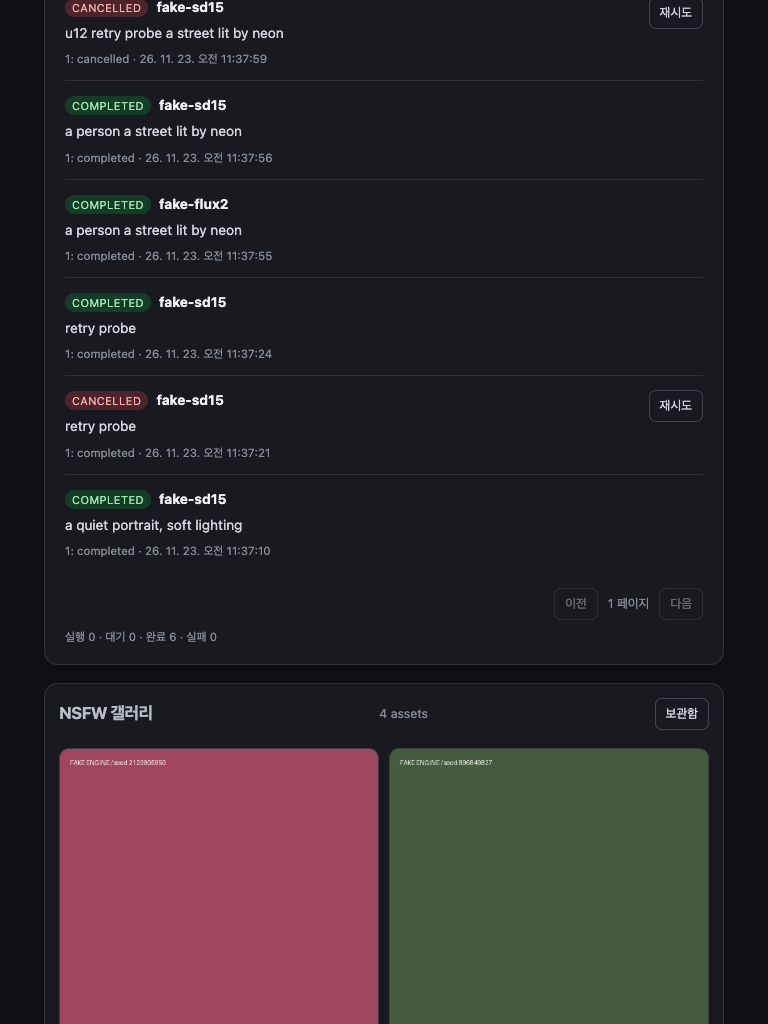 CANCELLED fake-sd15 재시도
u12 retry probe a street lit by neon
1: cancelled · 26. 11. 23. 오전 11:37:59
COMPLETED fake-sd15
a person a street lit by neon
1: completed · 26. 11. 23. 오전 11:37:56
COMPLETED fake-flux2
a person a street lit by neon
1: completed · 26. 11. 23. 오전 11:37:55
COMPLETED fake-sd15
retry probe
1: completed · 26. 11. 23. 오전 11:37:24
CANCELLED fake-sd15 재시도
retry probe
1: completed · 26. 11. 23. 오전 11:37:21
COMPLETED fake-sd15
a quiet portrait, soft lighting
1: completed · 26. 11. 23. 오전 11:37:10
이전 1 페이지 다음
실행 0 · 대기 0 · 완료 6 · 실패 0
NSFW 갤러리 4 assets 보관함
FAKE ENGINE / seed 2123905950
FAKE ENGINE / seed 896849827